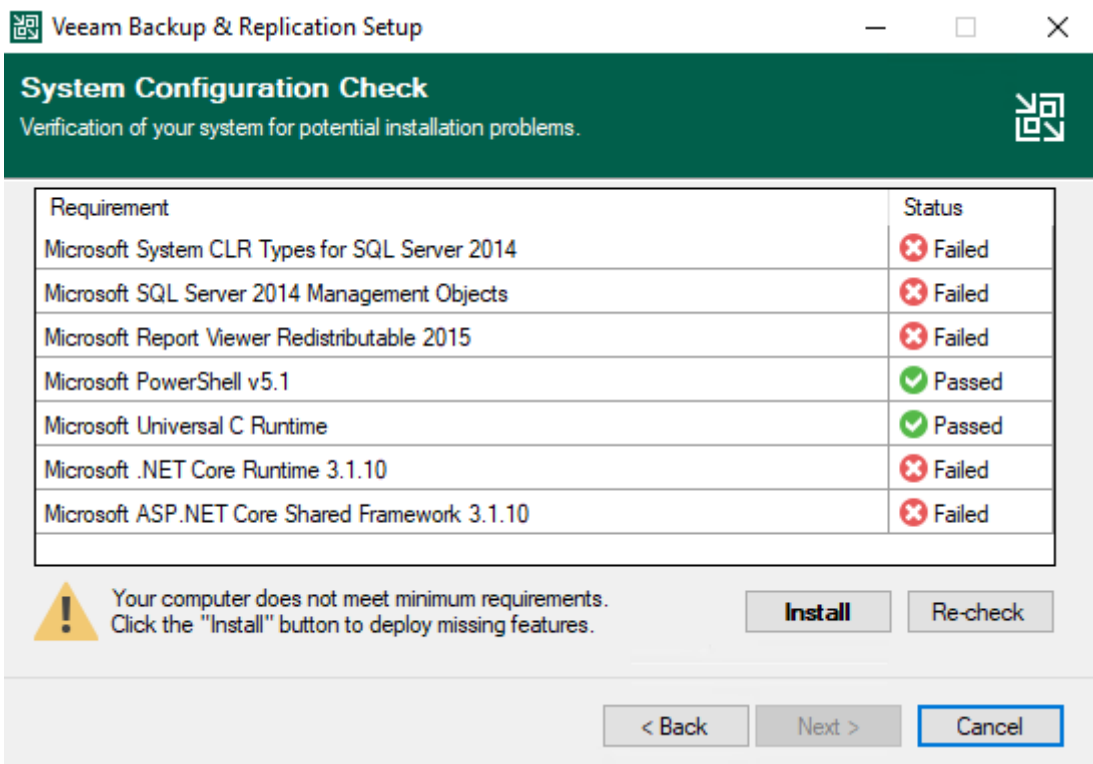 Veeam Backup & Replication Setup
System Configuration Check
Verification of your system for potential installation problems.
Requirement Status
Microsoft System CLR Types for SQL Server 2014 Failed
Microsoft SQL Server 2014 Management Objects Failed
Microsoft Report Viewer Redistributable 2015 Failed
Microsoft PowerShell v5.1 Passed
Microsoft Universal C Runtime Passed
Microsoft .NET Core Runtime 3.1.10 Failed
Microsoft ASP.NET Core Shared Framework 3.1.10 Failed
Your computer does not meet minimum requirements.
Click the "Install" button to deploy missing features.
Install Re-check
< Back Next > Cancel